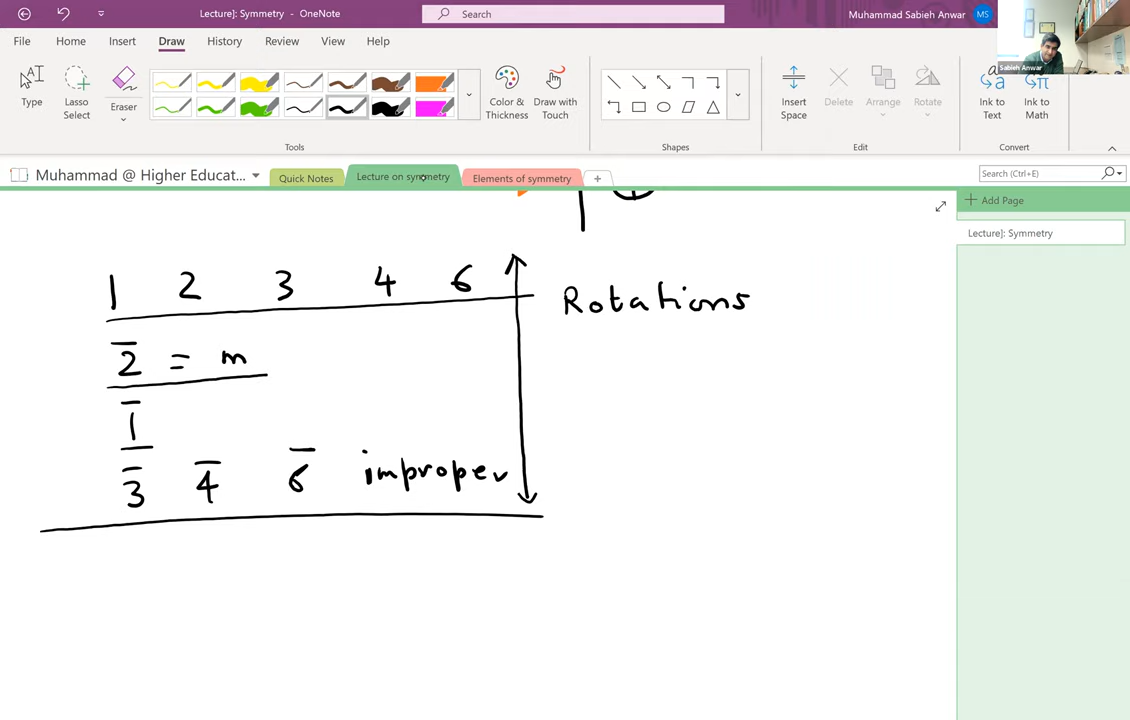 Lecture]: Symmetry - OneNote
Search
Muhammad Sabieh Anwar MS
Sabieh Anwar
File Home Insert Draw History Review View Help
Type
Lasso Select
Eraser
Color & Thickness
Draw with Touch
Insert Space
Delete
Arrange
Rotate
Ink to Text
Ink to Math
Tools
Shapes
Edit
Convert
Muhammad @ Higher Educat...
Quick Notes
Lecture on symmetry
Elements of symmetry
Search (Ctrl+E)
Add Page
Lecture]: Symmetry
1 2 3 4 6 Rotations
2̅ = m
1̅
3̅ 4̅ 6̅ improper